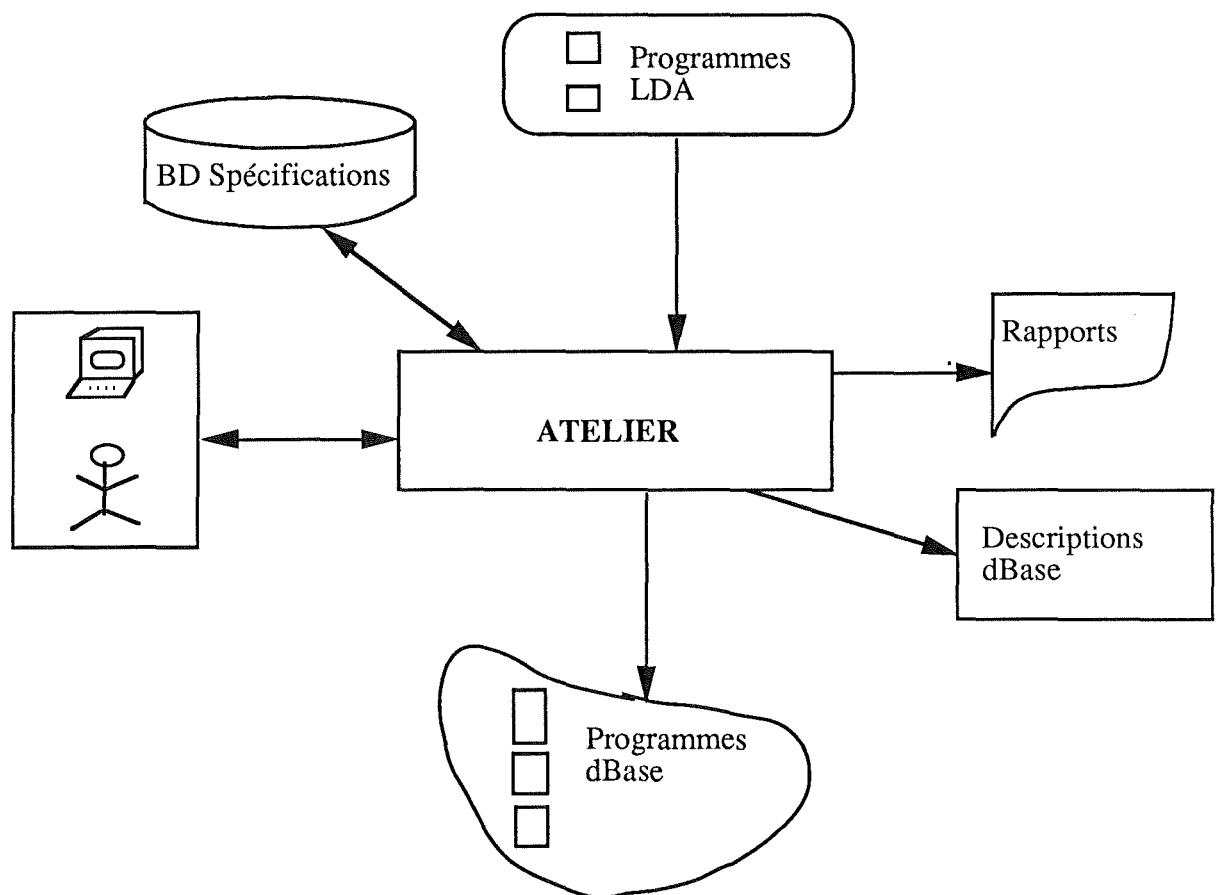 Programmes
LDA
BD Spécifications
Rapports
ATELIER
Descriptions
dBase
Programmes
dBase